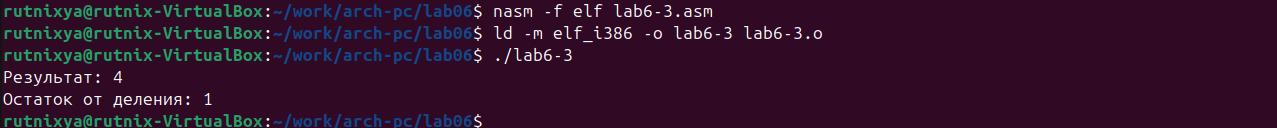 rutnixya@rutnix-VirtualBox:~/work/arch-pc/lab06$ nasm -f elf lab6-3.asm
rutnixya@rutnix-VirtualBox:~/work/arch-pc/lab06$ ld -m elf_i386 -o lab6-3 lab6-3.o
rutnixya@rutnix-VirtualBox:~/work/arch-pc/lab06$ ./lab6-3
Результат: 4
Остаток от деления: 1
rutnixya@rutnix-VirtualBox:~/work/arch-pc/lab06$